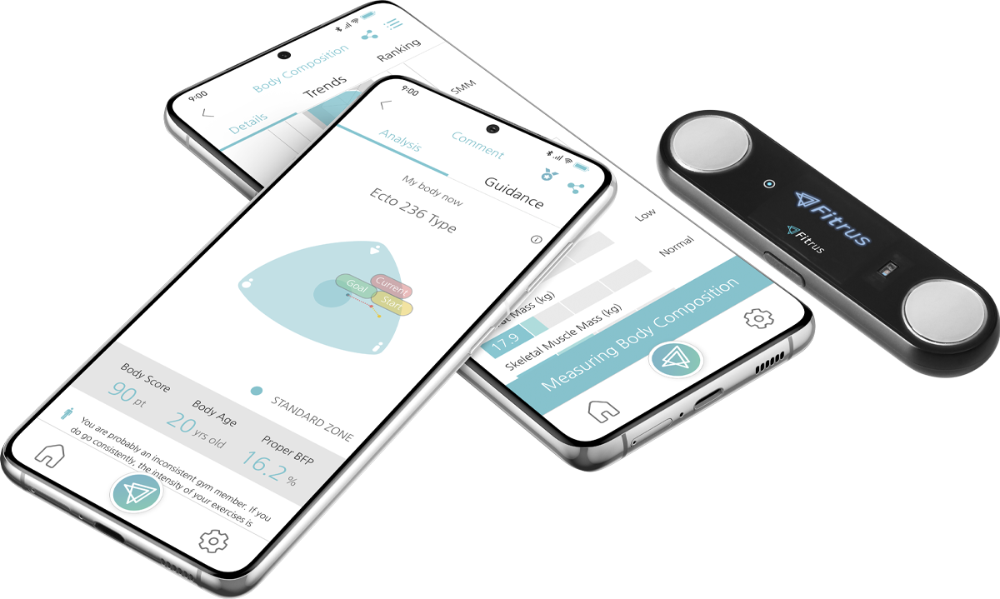 9:00
Body Composition
Details
Trends
Ranking
SMM
Low
Normal
Mass (kg)
17.9
Skeletal Muscle Mass (kg)
Measuring Body Composition
9:00
Analysis
Comment
Guidance
My body now
Ecto 236 Type
Goal
Current
Start
STANDARD ZONE
Body Score
90 pt
Body Age
20 yrs old
Proper BFP
16.2 %
You are probably an inconsistent gym member. If you
do go consistently, the intensity of your exercises is
Fitrus
Fitrus